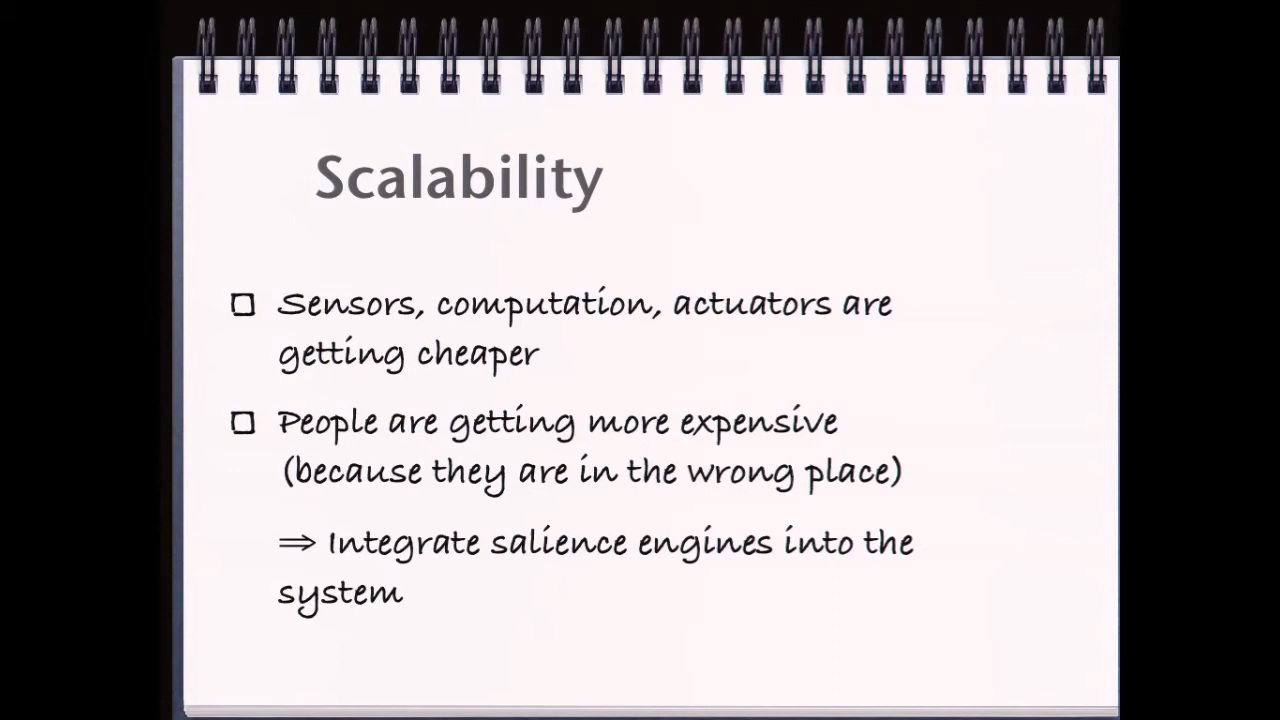 Scalability
Sensors, computation, actuators are
getting cheaper
People are getting more expensive
(because they are in the wrong place)
⇒ Integrate salience engines into the
system